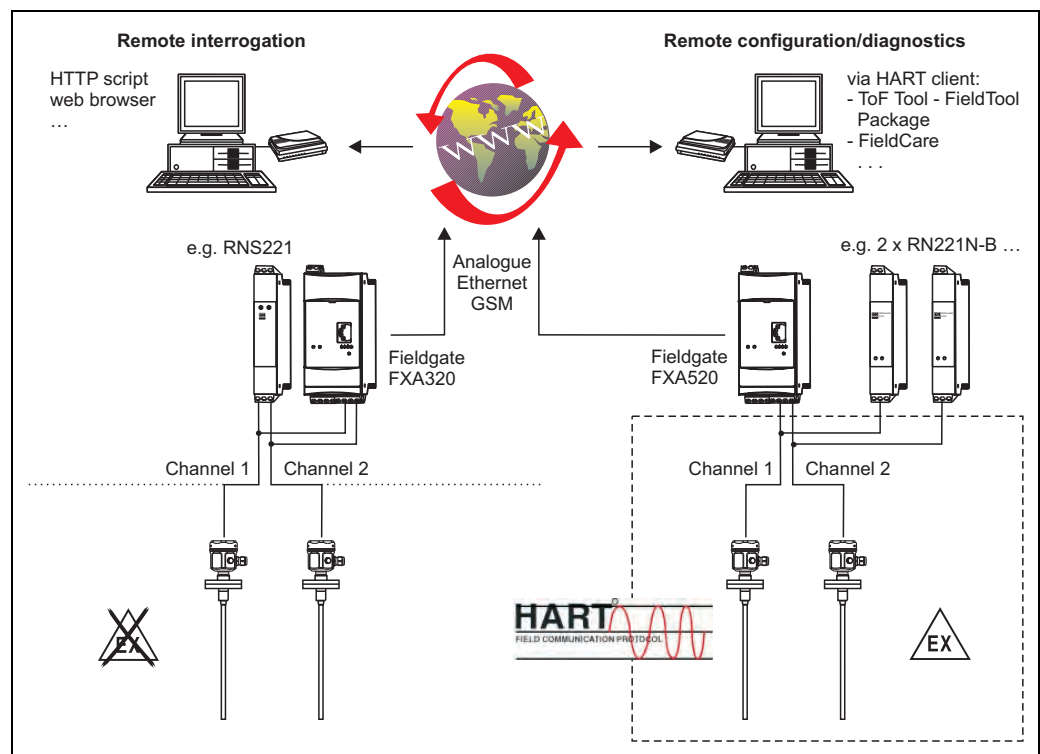 Remote interrogation
HTTP script
web browser
…
Remote configuration/diagnostics
via HART client:
- ToF Tool - FieldTool
Package
- FieldCare
. . .
WWW
e.g. RNS221
Analogue
Ethernet
GSM
e.g. 2 x RN221N-B …
Fieldgate
FXA320
Fieldgate
FXA520
Channel 1
Channel 2
Channel 1
Channel 2
EX
HART®
FIELD COMMUNICATION PROTOCOL
EX